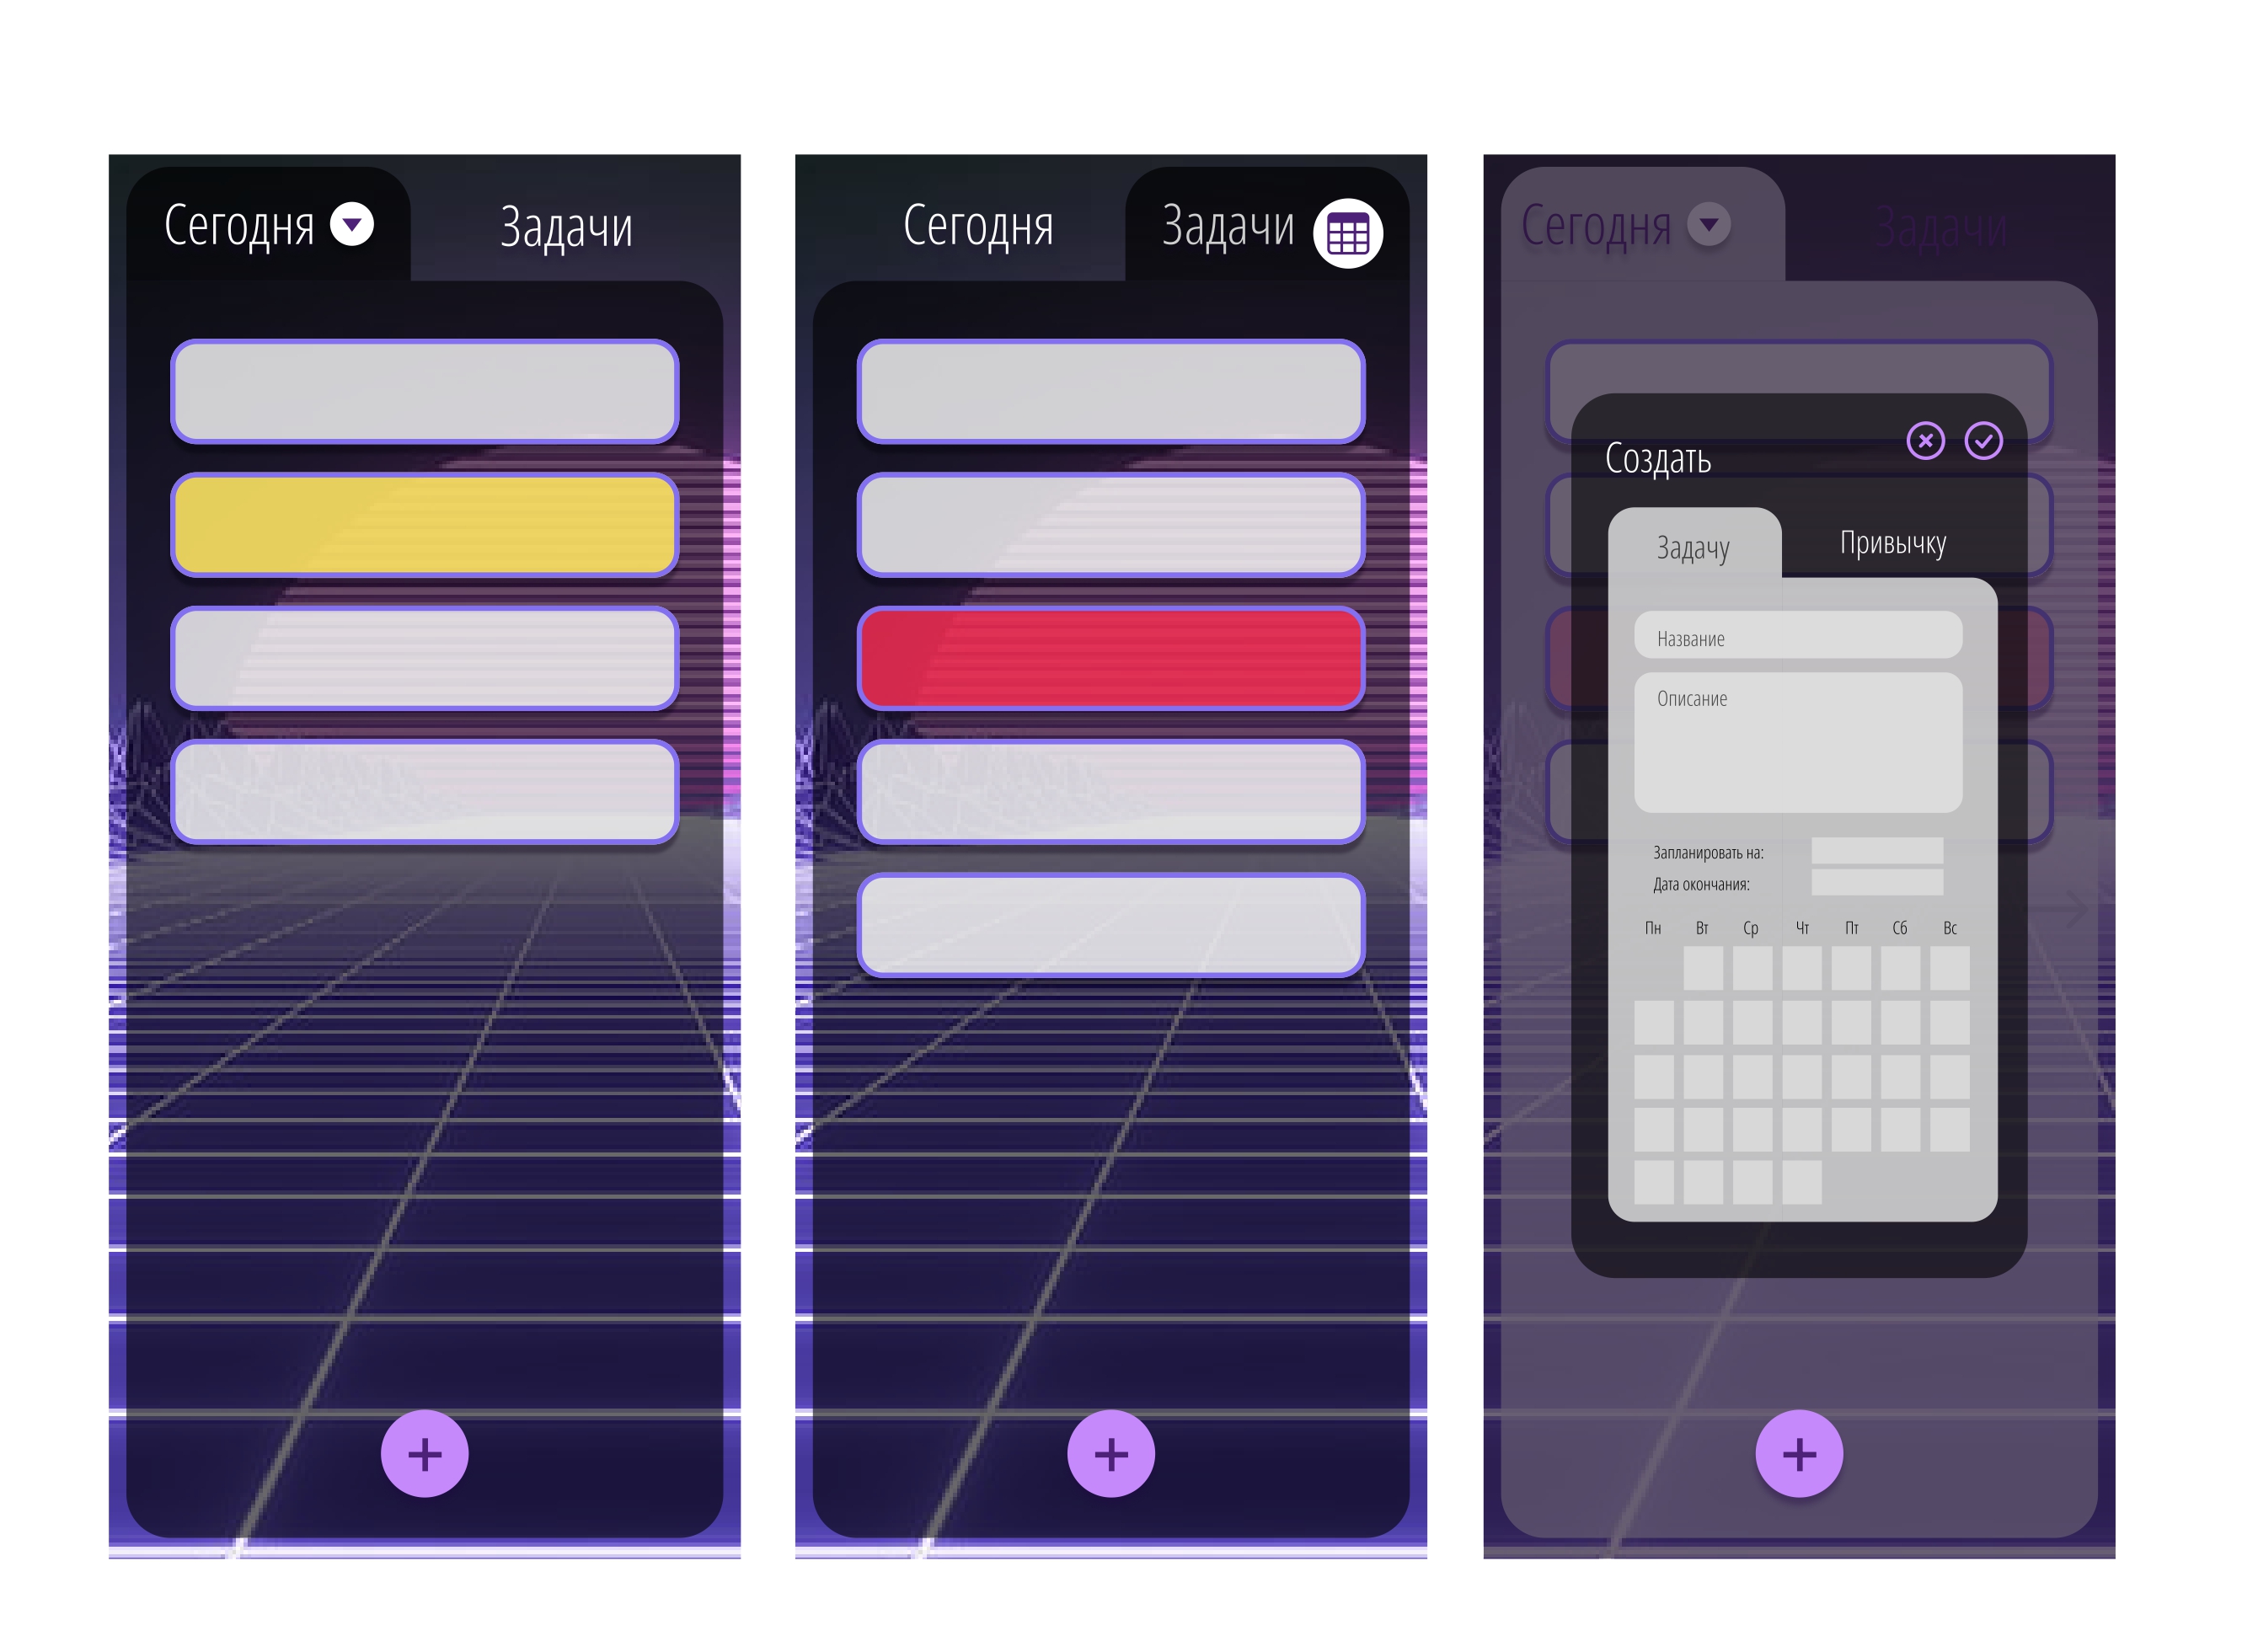 Сегодня
Задачи
Сегодня
Задачи
Сегодня
Задачи
Создать
Задачу
Привычку
Название
Описание
Запланировать на:
Дата окончания:
Пн Вт Ср Чт Пт Сб Вс